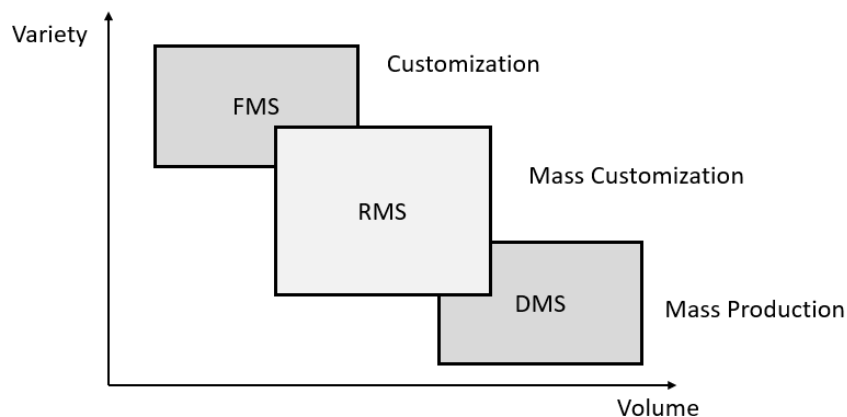 Variety
Customization
FMS
Mass Customization
RMS
DMS
Mass Production
Volume